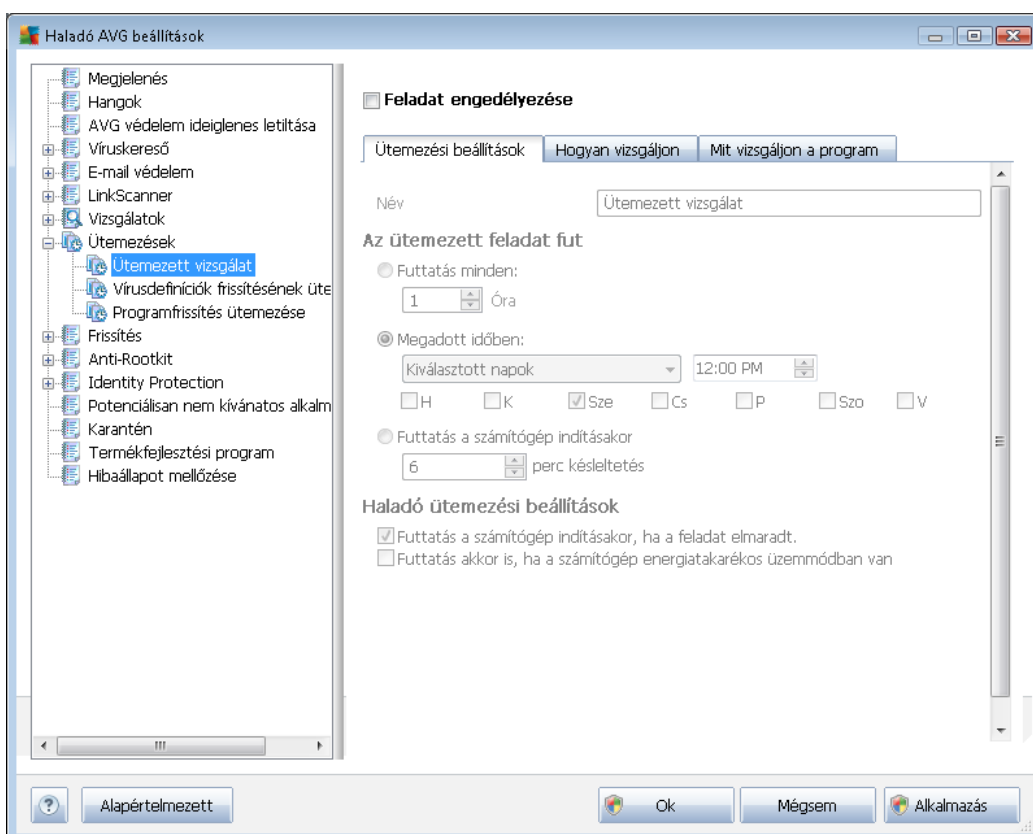 Haladó AVG beállítások
Megjelenés
Hangok
AVG védelem ideiglenes letiltása
Víruskereső
E-mail védelem
LinkScanner
Vizsgálatok
Ütemezések
Ütemezett vizsgálat
Vírusdefiníciók frissítésének üte
Programfrissítés ütemezése
Frissítés
Anti-Rootkit
Identity Protection
Potenciálisan nem kívánatos alkalm
Karantén
Termékfejlesztési program
Hibaállapot mellőzése
Feladat engedélyezése
Ütemezési beállítások Hogyan vizsgáljon Mit vizsgáljon a program
Név Ütemezett vizsgálat
Az ütemezett feladat fut
Futtatás minden:
1 Óra
Megadott időben:
Kiválasztott napok 12:00 PM
H K Sze Cs P Szo V
Futtatás a számítógép indításakor
6 perc késleltetés
Haladó ütemezési beállítások
Futtatás a számítógép indításakor, ha a feladat elmaradt.
Futtatás akkor is, ha a számítógép energiatakarékos üzemmódban van
? Alapértelmezett Ok Mégsem Alkalmazás